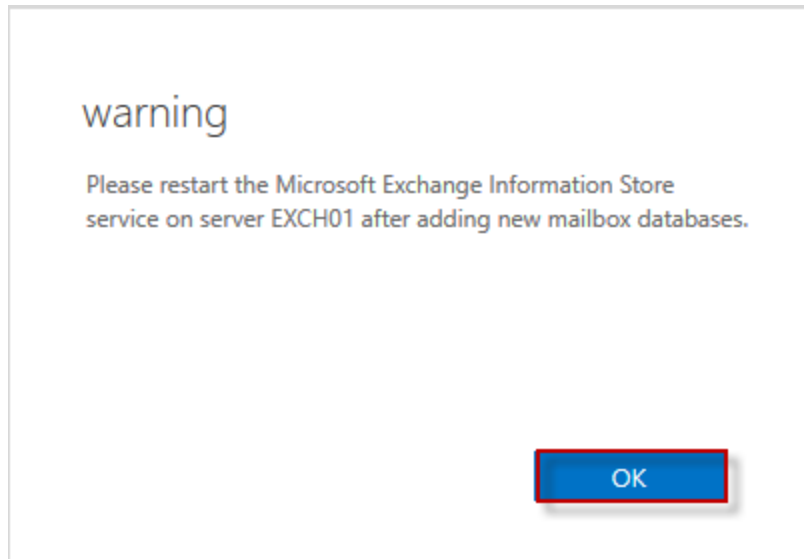 warning
Please restart the Microsoft Exchange Information Store
service on server EXCH01 after adding new mailbox databases.
OK